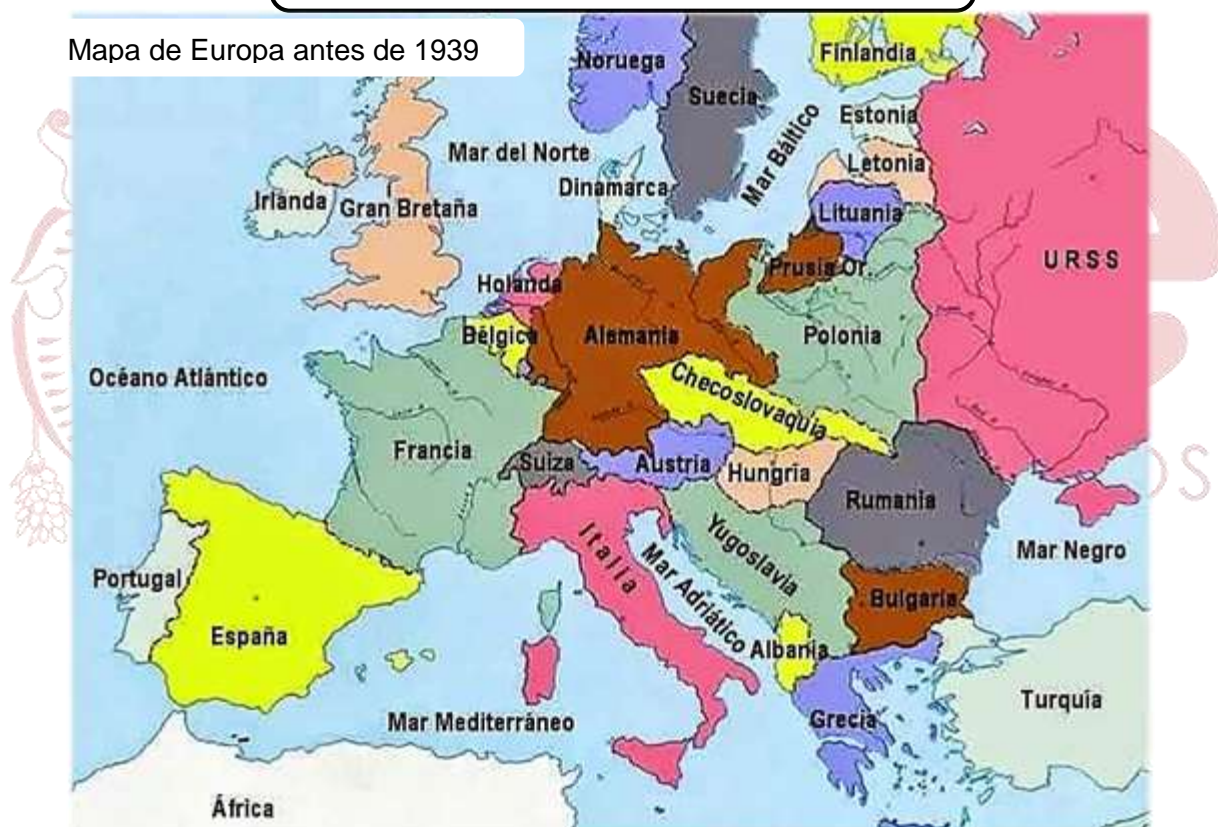 Mapa de Europa antes de 1939
Noruega
Finlandia
Suecia
Estonia
Mar Báltico
Mar del Norte
Letonia
Dinamarca
Irlanda
Gran Bretaña
Lituania
URSS
Prusia Or.
Holanda
Bélgica
Alemania
Polonia
Océano Atlántico
Checoslovaquia
Francia
Suiza
Austria
Hungría
Rumania
Italia
Yugoslavia
Mar Negro
Mar Adriático
Portugal
Bulgaria
España
Albania
Turquía
Mar Mediterráneo
Grecia
África
OS